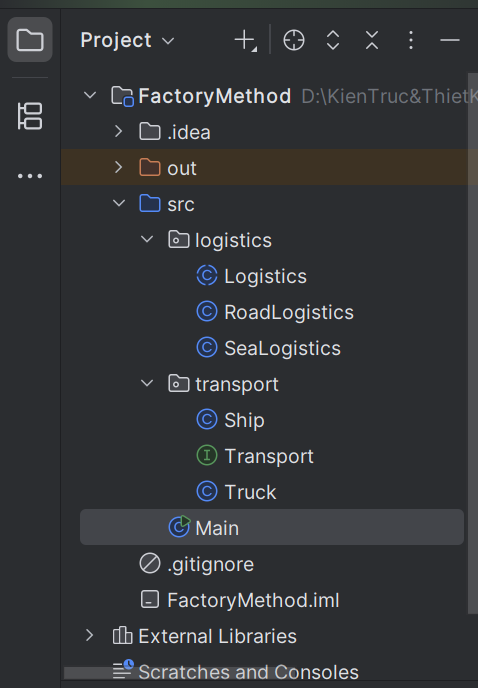 Project
FactoryMethod D:\KienTruc&ThietK
.idea
out
src
logistics
Logistics
RoadLogistics
SeaLogistics
transport
Ship
Transport
Truck
Main
.gitignore
FactoryMethod.iml
External Libraries
Scratches and Consoles